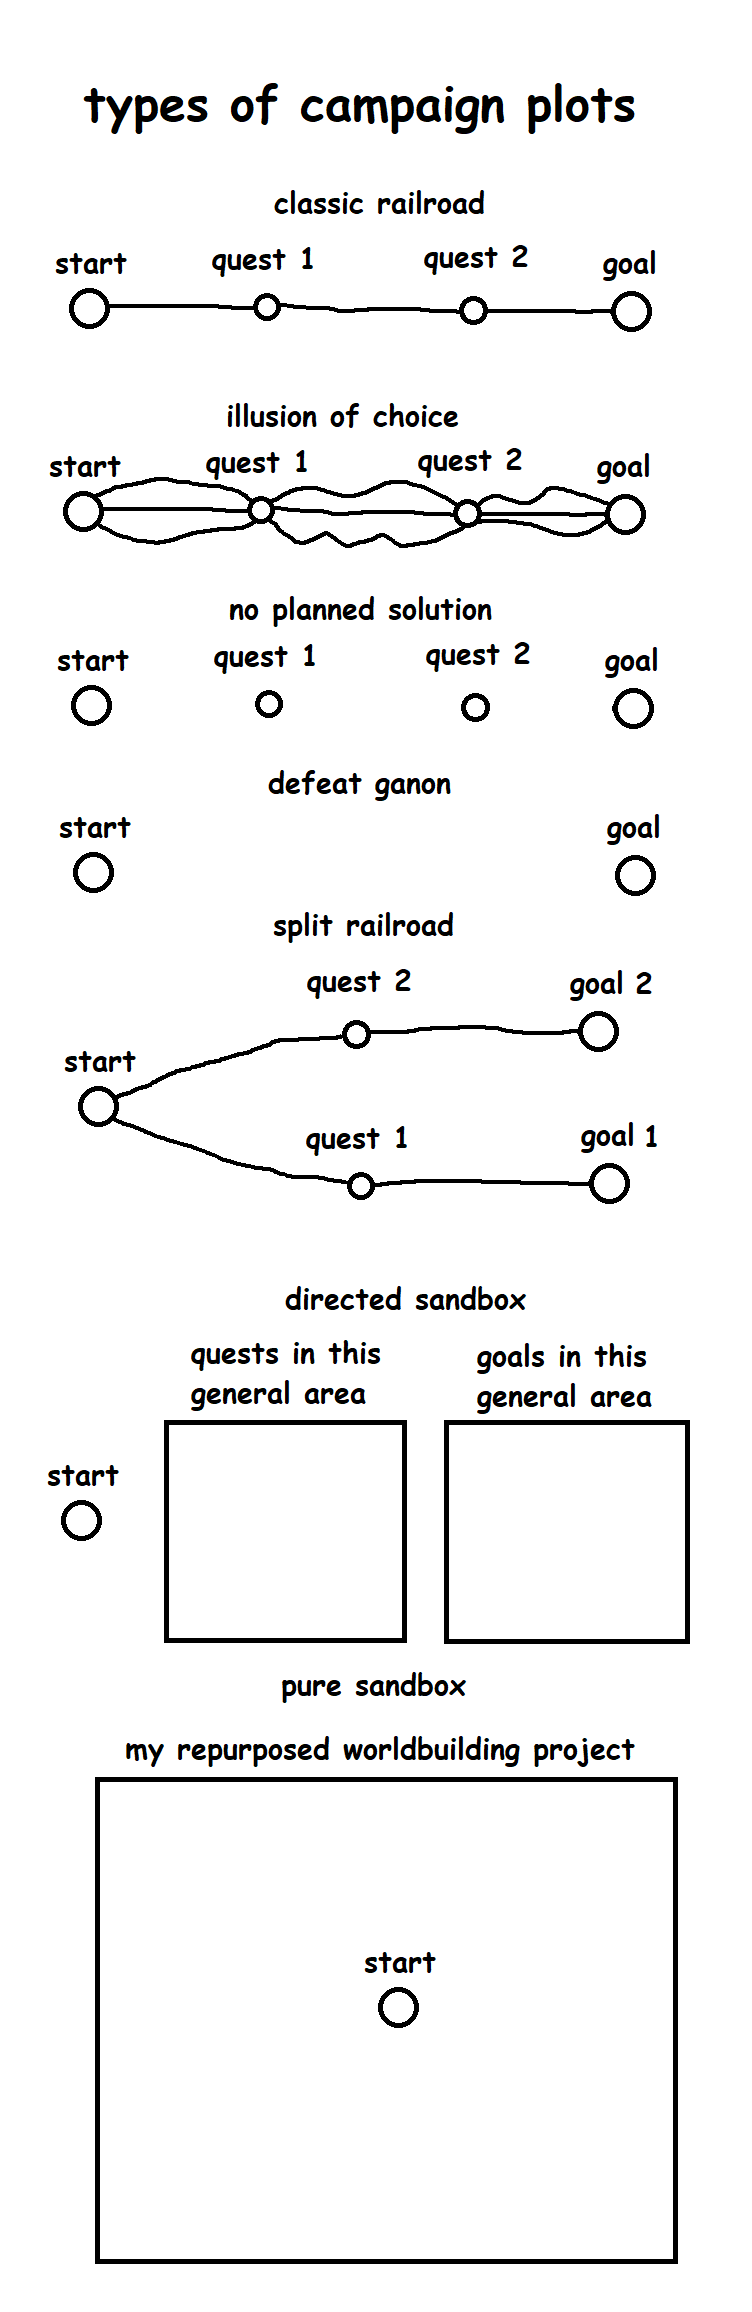 types of campaign plots
classic railroad
start
quest 1
quest 2
goal
illusion of choice
start
quest 1
quest 2
goal
no planned solution
start
quest 1
quest 2
goal
defeat ganon
start
goal
split railroad
quest 2
goal 2
start
quest 1
goal 1
directed sandbox
quests in this
general area
goals in this
general area
start
pure sandbox
my repurposed worldbuilding project
start